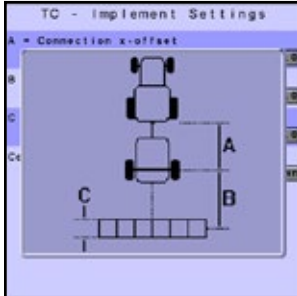 TC - Implement Settings
A = Connection x-offset
A
B
C
B
C